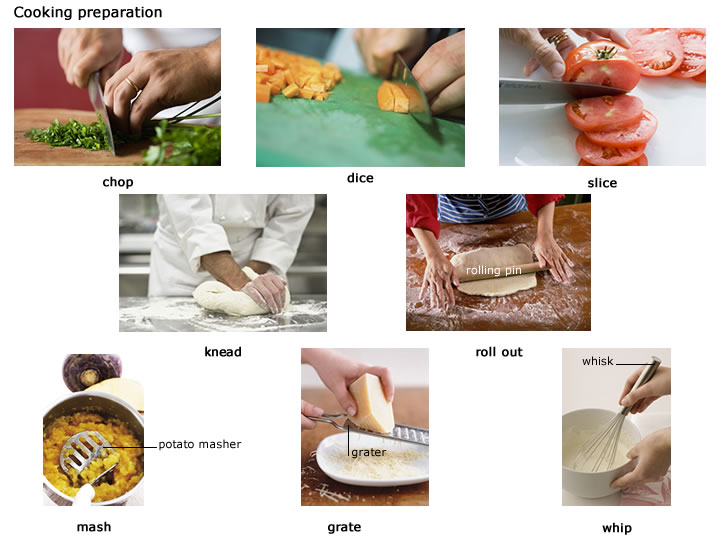 Cooking preparation
chop
dice
slice
rolling pin
knead
roll out
whisk
potato masher
grater
mash
grate
whip